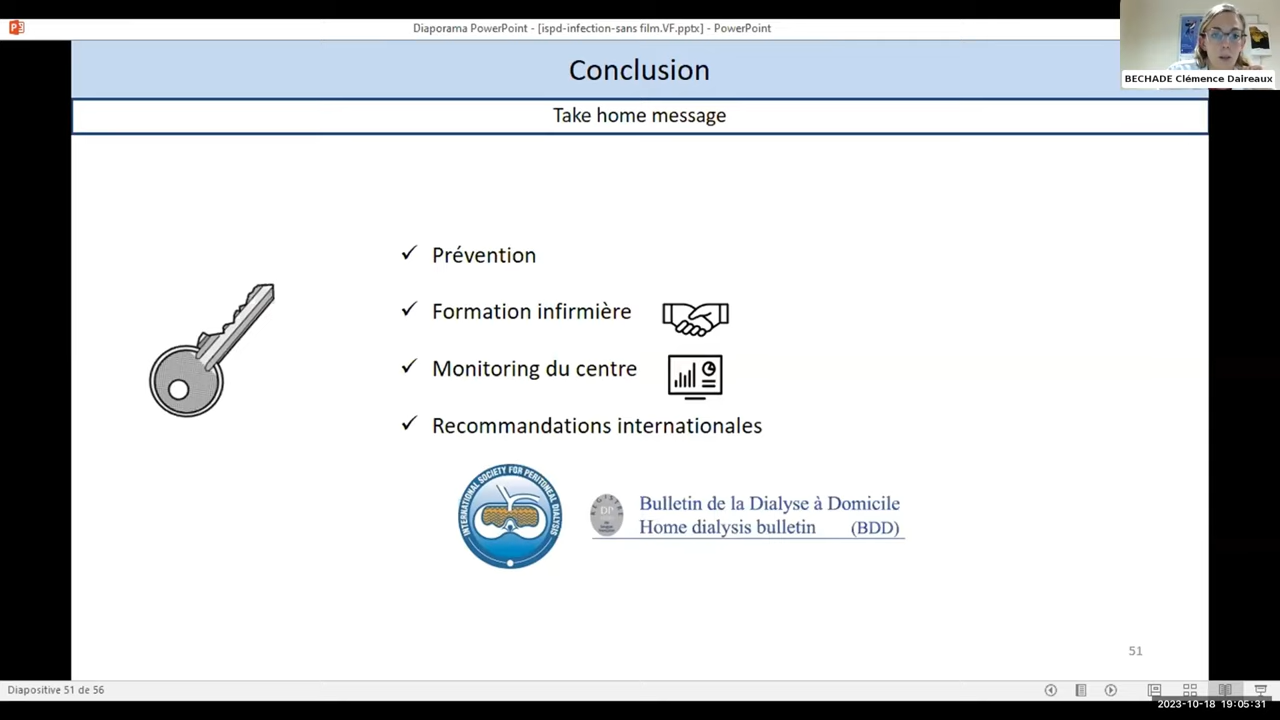 Diaporama PowerPoint - [ispd-infection-sans film.VF.pptx] - PowerPoint
BECHADE Clémence Daireaux
Conclusion
Take home message
✓ Prévention
✓ Formation infirmière
✓ Monitoring du centre
✓ Recommandations internationales
INTERNATIONAL SOCIETY FOR PERITONEAL DIALYSIS
DP
Bulletin de la Dialyse à Domicile
Home dialysis bulletin (BDD)
51
Diapositive 51 de 56
2023-10-18 19:05:31